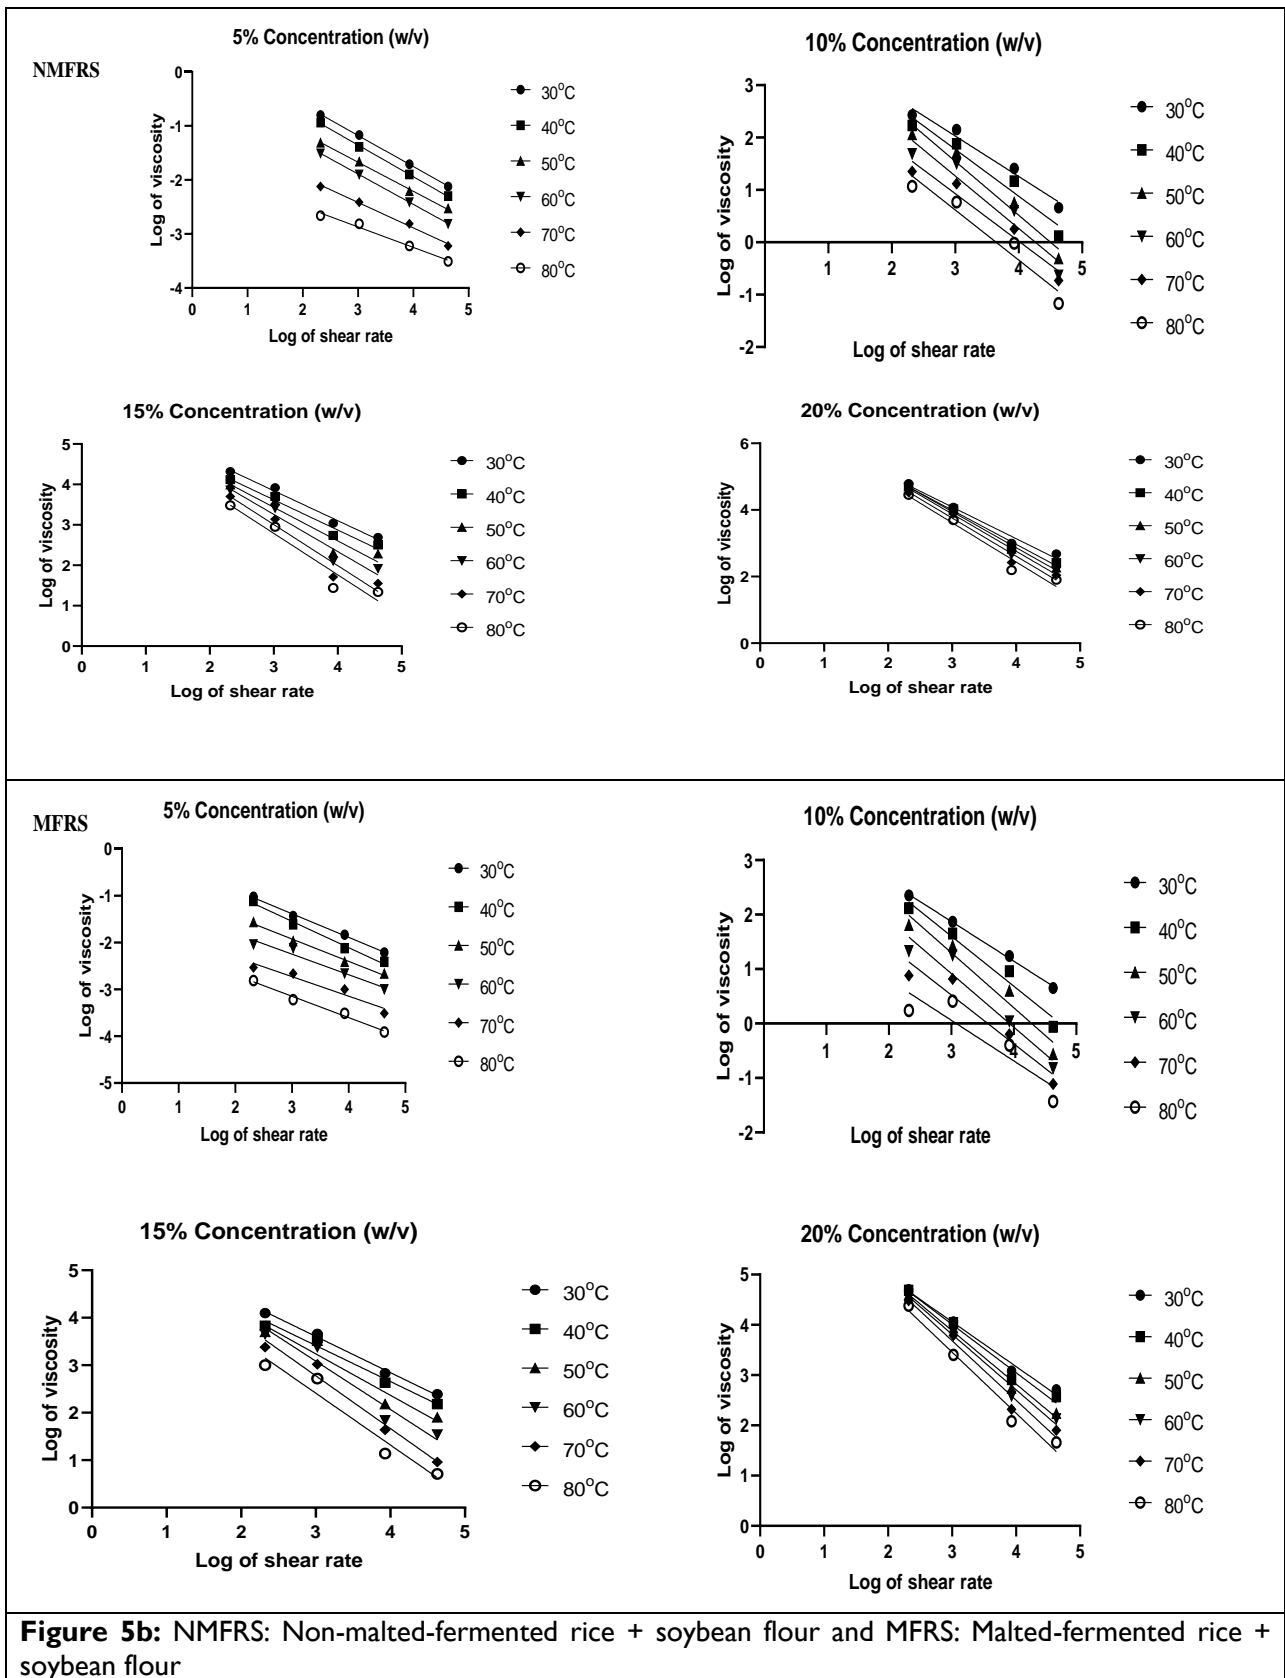 NMFRS
5% Concentration (w/v)
Log of viscosity
0
-1
-2
-3
-4
0 1 2 3 4 5
Log of shear rate
30°C
40°C
50°C
60°C
70°C
80°C
10% Concentration (w/v)
Log of viscosity
3
2
1
0
-1
-2
1 2 3 4 5
Log of shear rate
30°C
40°C
50°C
60°C
70°C
80°C
15% Concentration (w/v)
Log of viscosity
5
4
3
2
1
0
0 1 2 3 4 5
Log of shear rate
30°C
40°C
50°C
60°C
70°C
80°C
20% Concentration (w/v)
Log of viscosity
6
4
2
0
0 1 2 3 4 5
Log of shear rate
30°C
40°C
50°C
60°C
70°C
80°C
MFRS
5% Concentration (w/v)
Log of viscosity
0
-1
-2
-3
-4
-5
0 1 2 3 4 5
Log of shear rate
30°C
40°C
50°C
60°C
70°C
80°C
10% Concentration (w/v)
Log of viscosity
3
2
1
0
-1
-2
1 2 3 4 5
Log of shear rate
30°C
40°C
50°C
60°C
70°C
80°C
15% Concentration (w/v)
Log of viscosity
5
4
3
2
1
0
0 1 2 3 4 5
Log of shear rate
30°C
40°C
50°C
60°C
70°C
80°C
20% Concentration (w/v)
Log of viscosity
5
4
3
2
1
0
0 1 2 3 4 5
Log of shear rate
30°C
40°C
50°C
60°C
70°C
80°C
Figure 5b: NMFRS: Non-malted-fermented rice + soybean flour and MFRS: Malted-fermented rice +
soybean flour